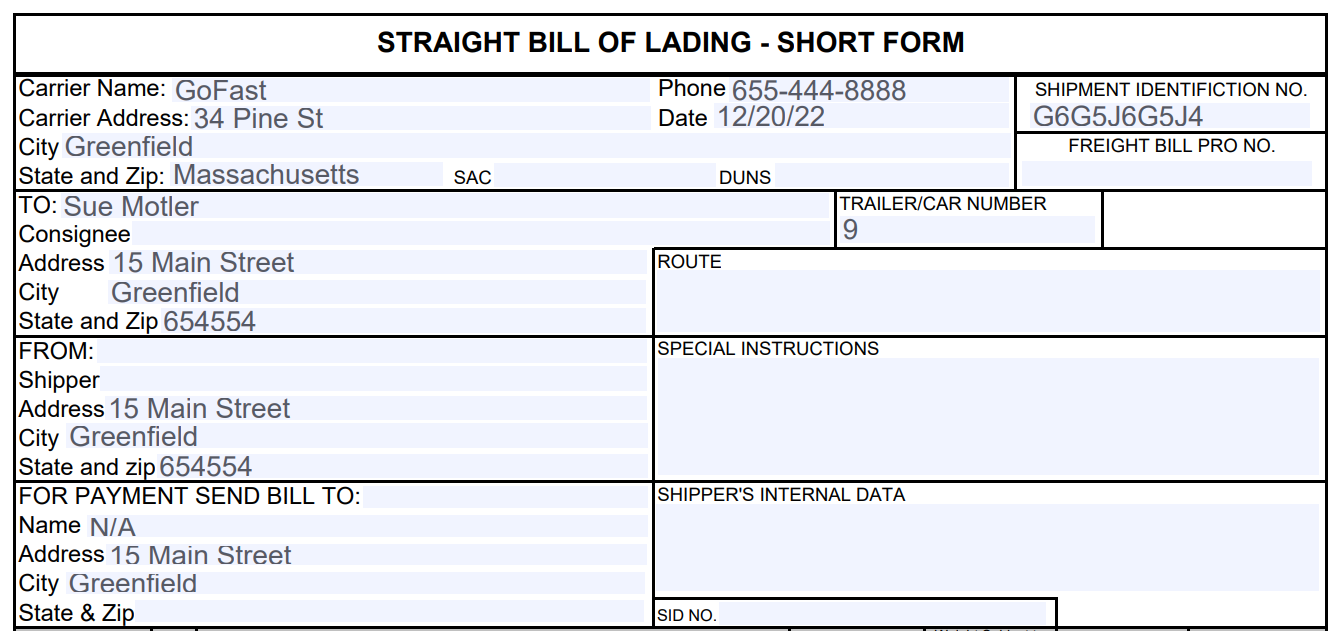 STRAIGHT BILL OF LADING - SHORT FORM
Carrier Name: GoFast Phone 655-444-8888 SHIPMENT IDENTIFICTION NO.
Carrier Address: 34 Pine St Date 12/20/22 G6G5J6G5J4
City Greenfield FREIGHT BILL PRO NO.
State and Zip: Massachusetts SAC DUNS
TO: Sue Motler TRAILER/CAR NUMBER
Consignee 9
Address 15 Main Street ROUTE
City Greenfield
State and Zip 654554
FROM: SPECIAL INSTRUCTIONS
Shipper
Address 15 Main Street
City Greenfield
State and zip 654554
FOR PAYMENT SEND BILL TO: SHIPPER'S INTERNAL DATA
Name N/A
Address 15 Main Street
City Greenfield
State & Zip SID NO.